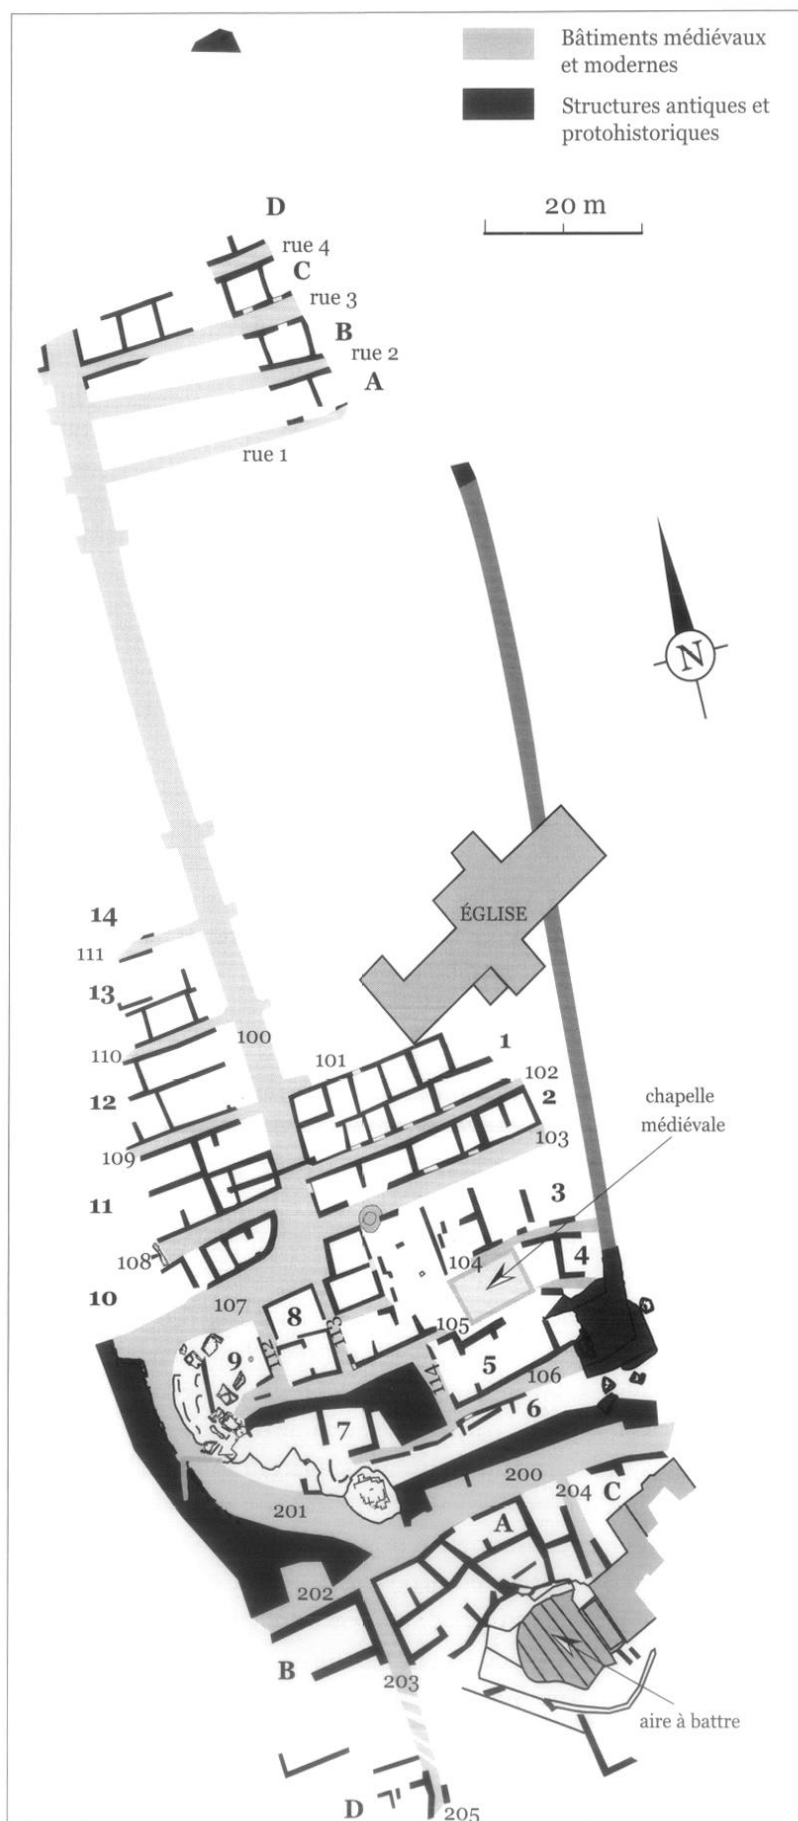 Bâtiments médiévaux
et modernes
Structures antiques et
protohistoriques
20 m
D
rue 4
C
rue 3
B
rue 2
A
rue 1
N
ÉGLISE
14
111
13
100
110
101
1
102
12
2
chapelle
médiévale
103
109
3
11
104
4
108
10
107
8
105
113
112
9
5
114
106
6
7
200
204
C
201
A
202
B
203
aire à battre
D
205